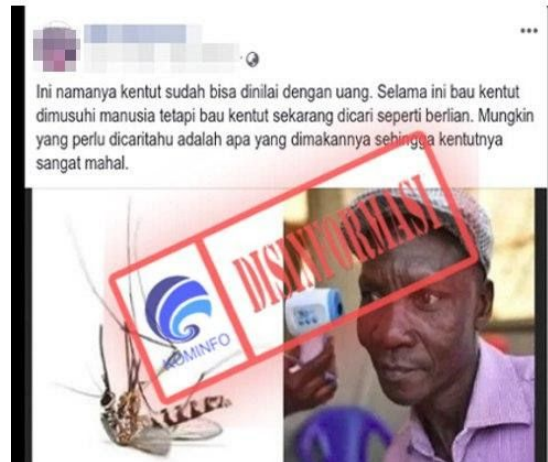 Ini namanya kentut sudah bisa dinilai dengan uang. Selama ini bau kentut
dimusuhi manusia tetapi bau kentut sekarang dicari seperti berlian. Mungkin
yang perlu dicaritahu adalah apa yang dimakannya sehingga kentutnya
sangat mahal.
DISINFORMASI
KOMINFO